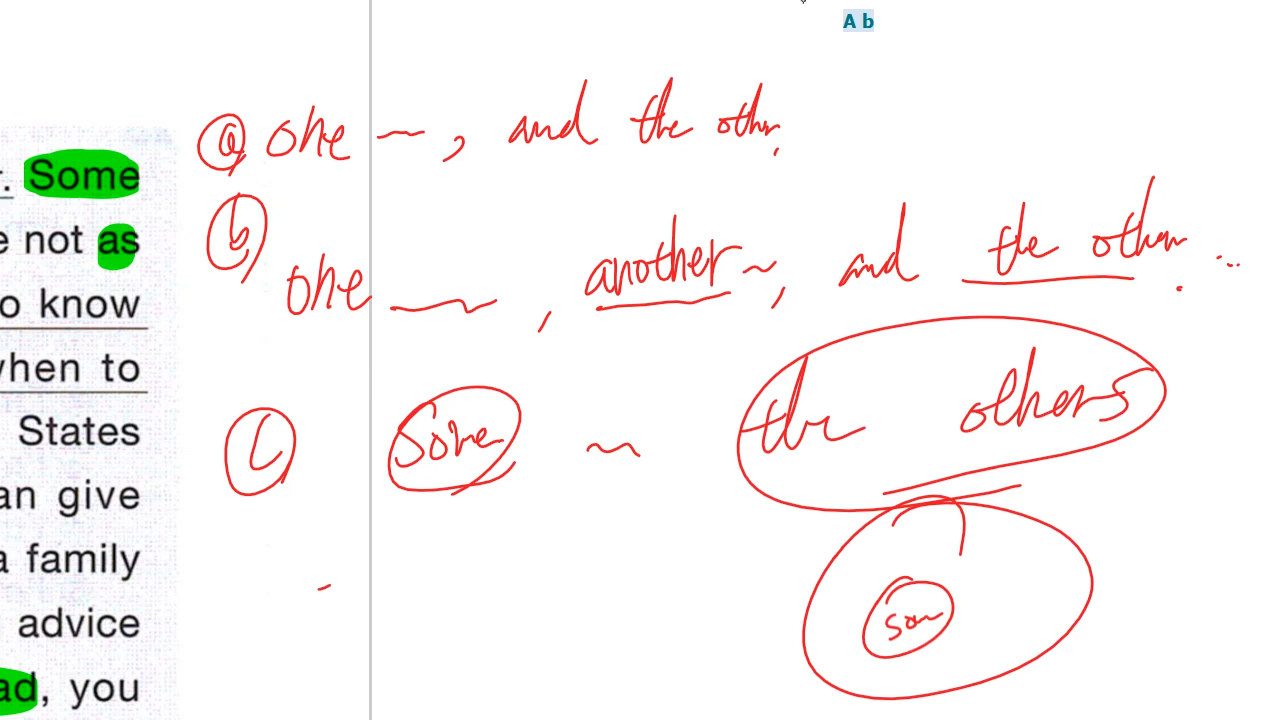 A b
ⓐ one ~, and the other.
ⓑ one ~, another ~, and the other...
ⓒ Some ~ the others
som
. Some
e not as
o know
when to
States
an give
a family
advice
ad, you